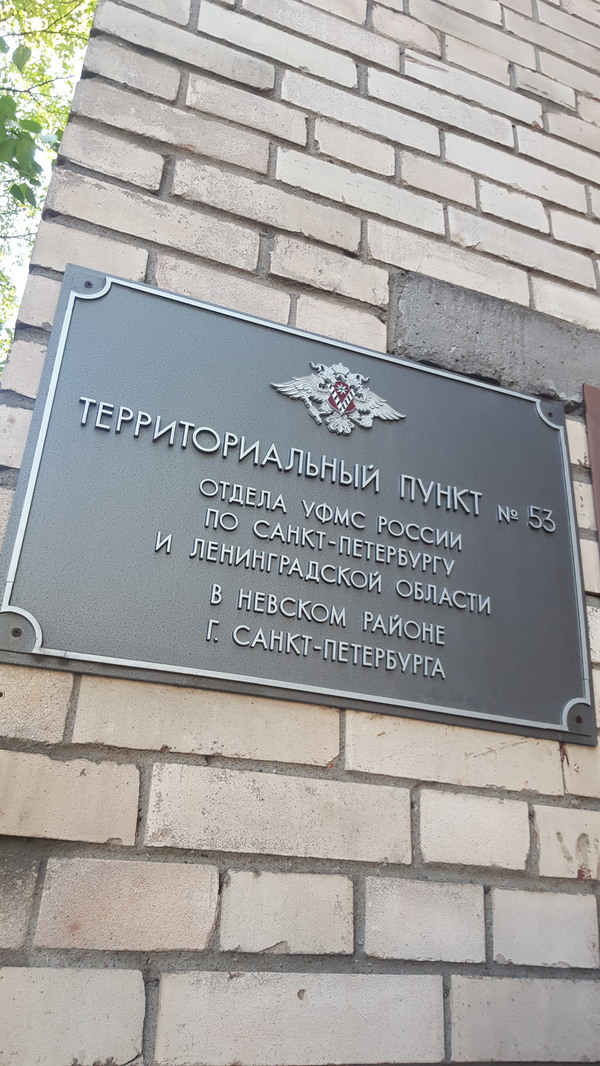 ТЕРРИТОРИАЛЬНЫЙ ПУНКТ № 53
ОТДЕЛА УФМС РОССИИ
ПО САНКТ-ПЕТЕРБУРГУ
И ЛЕНИНГРАДСКОЙ ОБЛАСТИ
В НЕВСКОМ РАЙОНЕ
Г. САНКТ-ПЕТЕРБУРГА